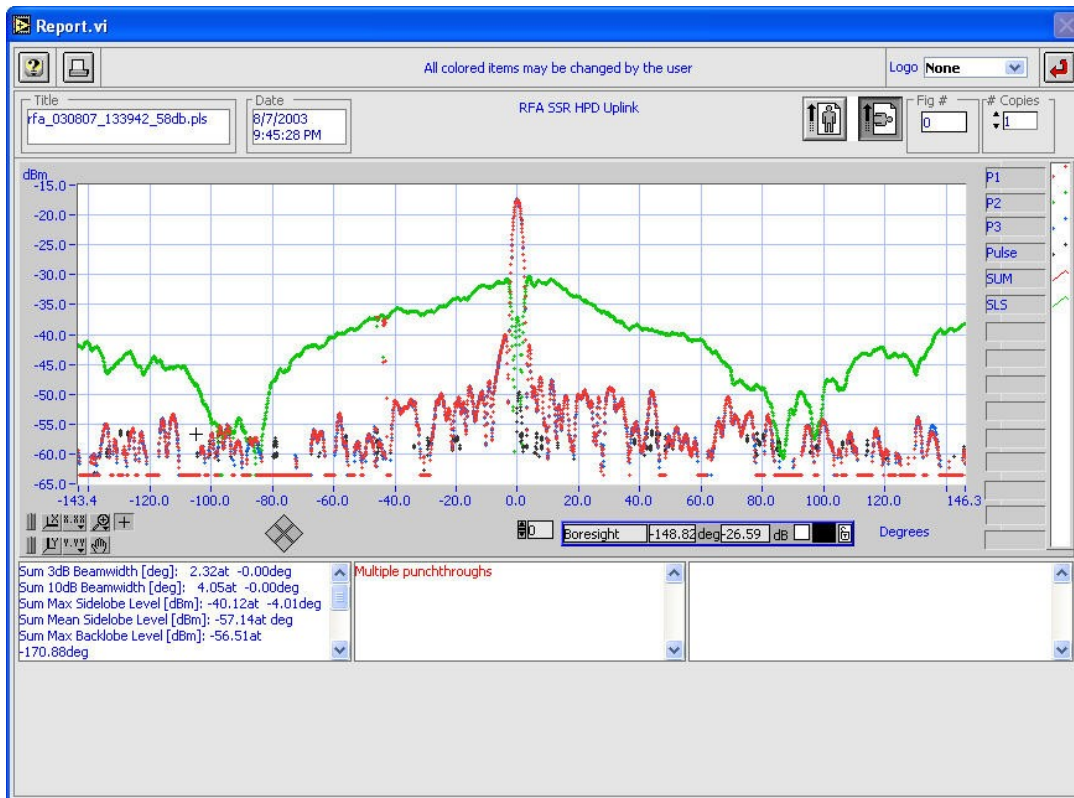 Report.vi
All colored items may be changed by the user
Logo None
Title
rfa_030807_133942_58db.pls
Date
8/7/2003
9:45:28 PM
RFA SSR HPD Uplink
Fig #
0
# Copies
1
dBm
-15.0
-20.0
-25.0
-30.0
-35.0
-40.0
-45.0
-50.0
-55.0
-60.0
-65.0
-143.4 -120.0 -100.0 -80.0 -60.0 -40.0 -20.0 0.0 20.0 40.0 60.0 80.0 100.0 120.0 146.3
P1
P2
P3
Pulse
SUM
SLS
X 8.88
Y Y.YY
0
Boresight -148.82 deg -26.59 dB
Degrees
Sum 3dB Beamwidth [deg]: 2.32at -0.00deg
Sum 10dB Beamwidth [deg]: 4.05at -0.00deg
Sum Max Sidelobe Level [dBm]: -40.12at -4.01deg
Sum Mean Sidelobe Level [dBm]: -57.14at deg
Sum Max Backlobe Level [dBm]: -56.51at
-170.88deg
Multiple punchthroughs